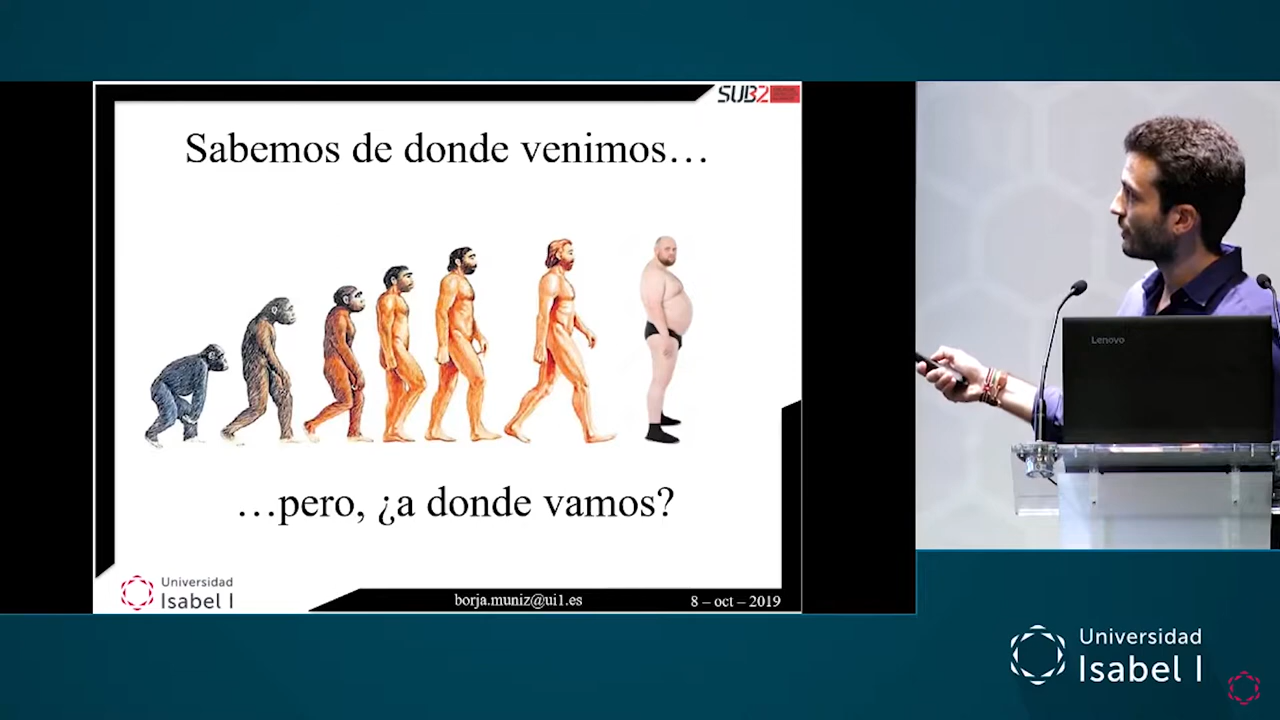 SUB2
Sabemos de donde venimos…
…pero, ¿a donde vamos?
Universidad
Isabel I
borja.muniz@ui1.es
8 – oct – 2019
Lenovo
Universidad
Isabel I